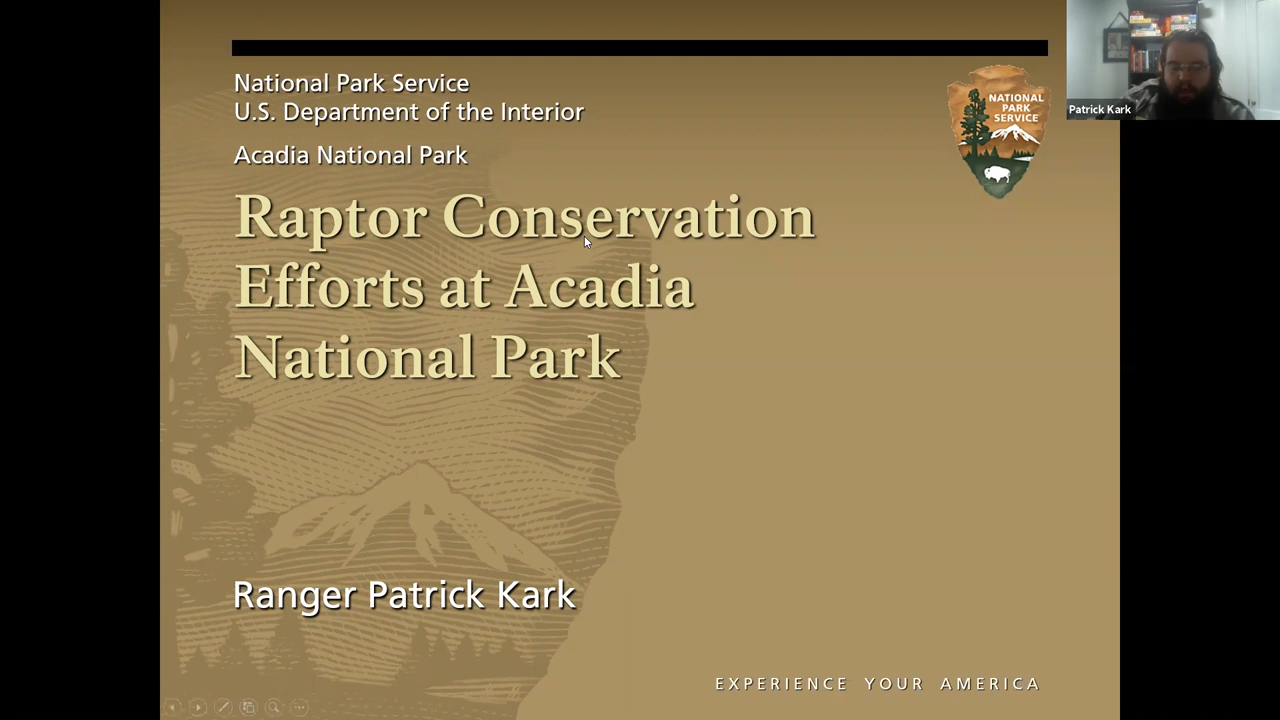 National Park Service
U.S. Department of the Interior
Acadia National Park
NATIONAL
PARK
SERVICE
Patrick Kark
Raptor Conservation
Efforts at Acadia
National Park
Ranger Patrick Kark
EXPERIENCE YOUR AMERICA